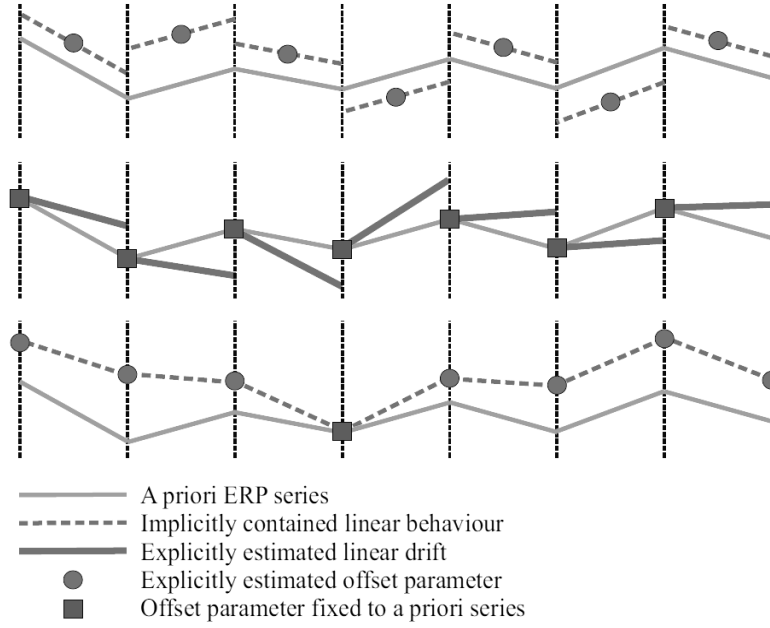 A priori ERP series
Implicitly contained linear behaviour
Explicitly estimated linear drift
Explicitly estimated offset parameter
Offset parameter fixed to a priori series